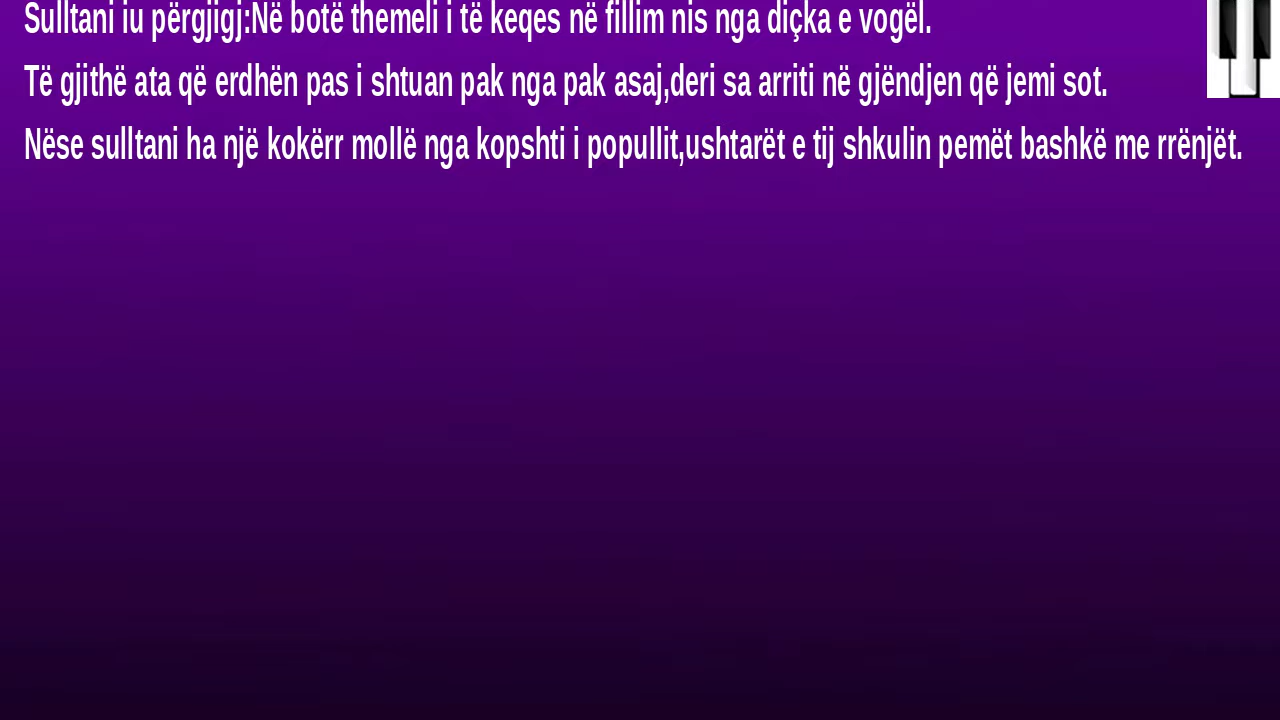 Sulltani iu përgjigj:Në botë themeli i të keqes në fillim nis nga diçka e vogël.
Të gjithë ata që erdhën pas i shtuan pak nga pak asaj,deri sa arriti në gjëndjen që jemi sot.
Nëse sulltani ha një kokërr mollë nga kopshti i popullit,ushtarët e tij shkulin pemët bashkë me rrënjët.